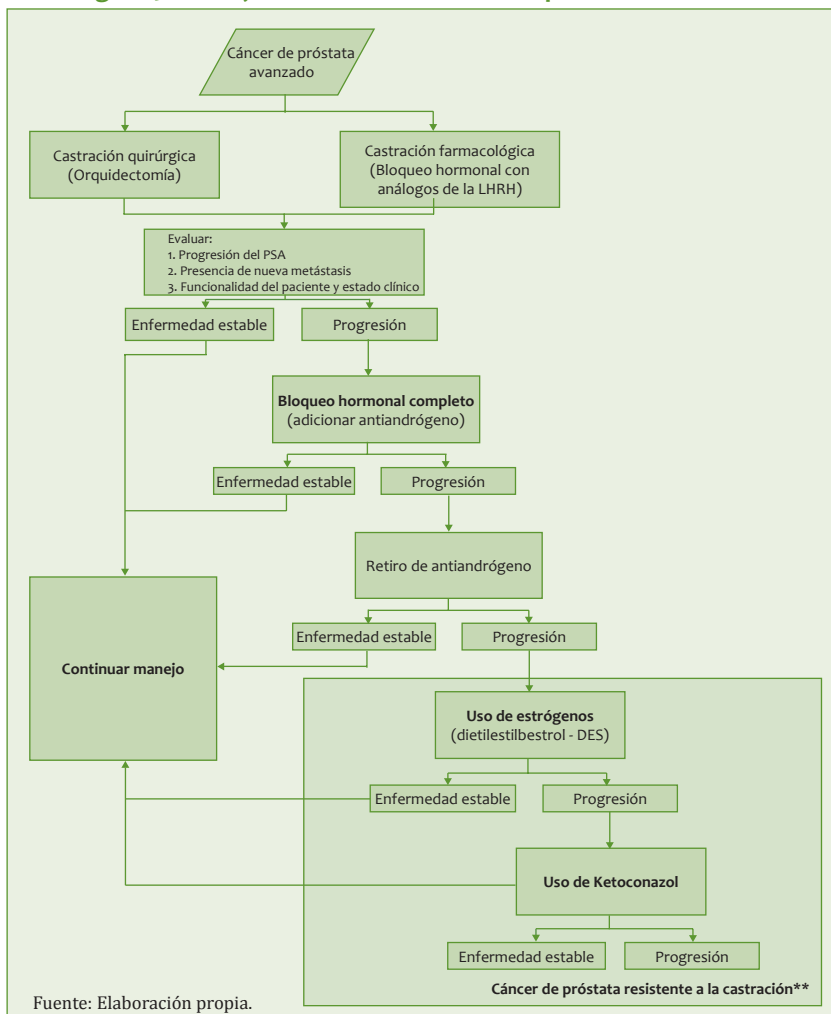 Cáncer de próstata
avanzado
Castración quirúrgica
(Orquidectomía)
Castración farmacológica
(Bloqueo hormonal con
análogos de la LHRH)
Evaluar:
1. Progresión del PSA
2. Presencia de nueva metástasis
3. Funcionalidad del paciente y estado clínico
Enfermedad estable
Progresión
Bloqueo hormonal completo
(adicionar antiandrógeno)
Enfermedad estable
Progresión
Retiro de antiandrógeno
Enfermedad estable
Progresión
Continuar manejo
Uso de estrógenos
(dietilestilbestrol - DES)
Enfermedad estable
Progresión
Uso de Ketoconazol
Enfermedad estable
Progresión
Cáncer de próstata resistente a la castración**
Fuente: Elaboración propia.